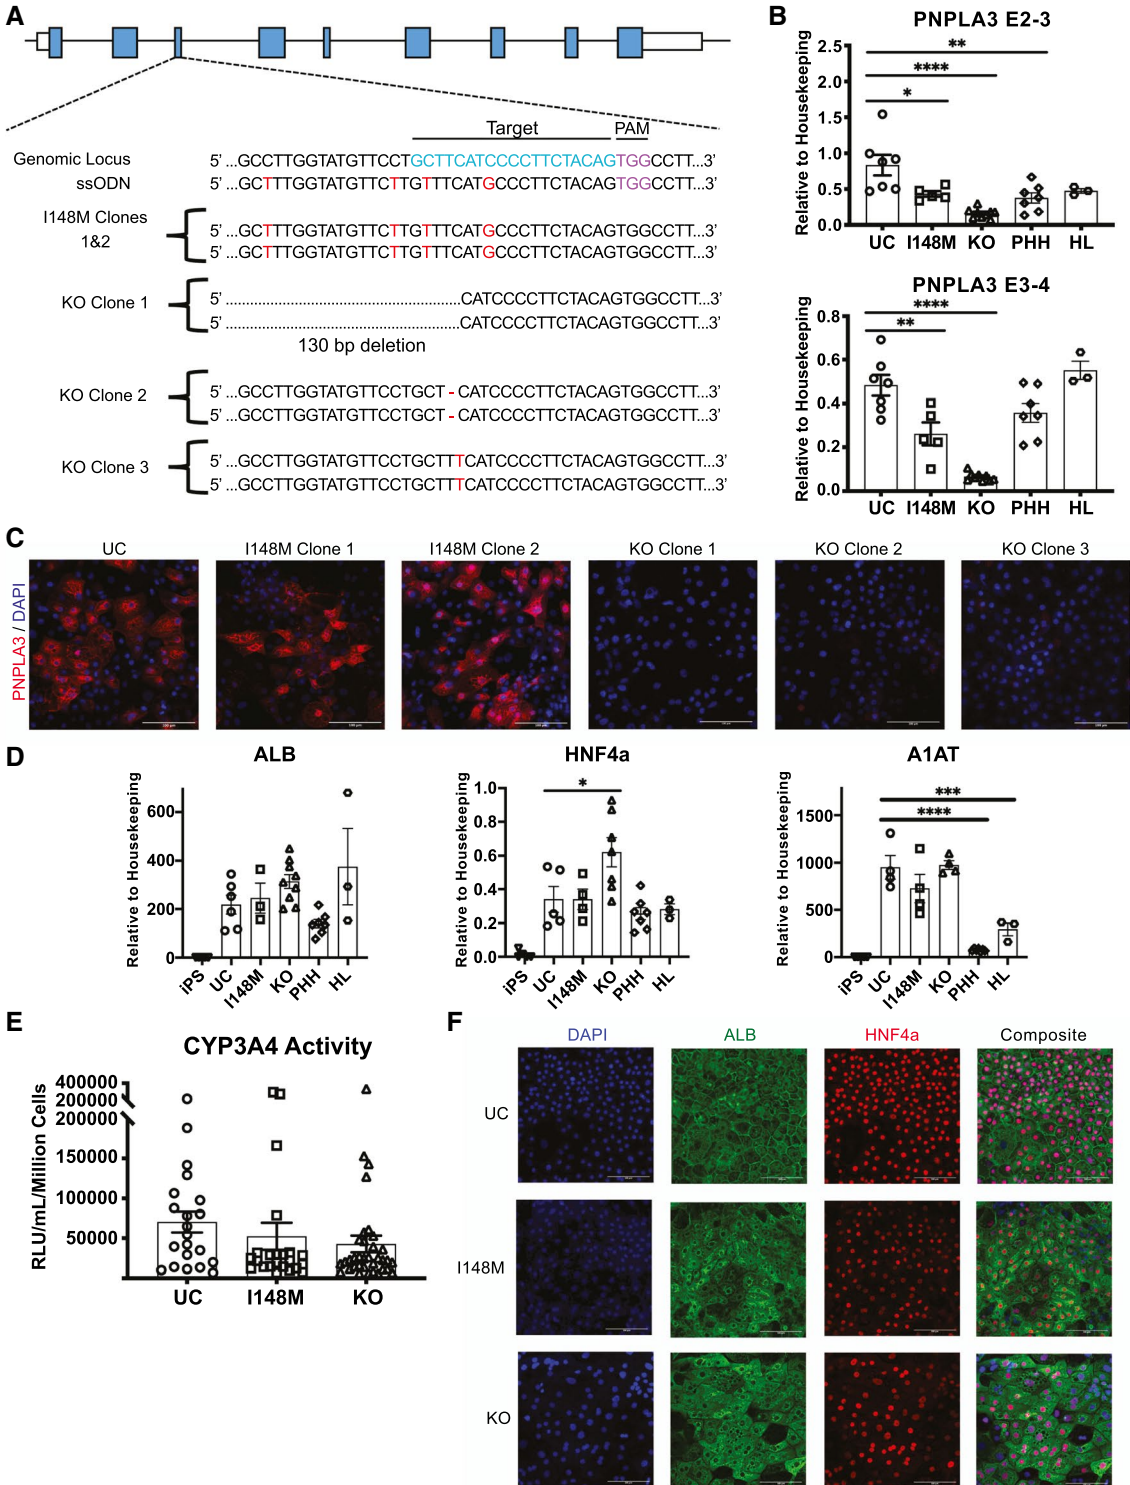 A
Target
PAM
Genomic Locus 5' ...GCCTTGGTATGTTCCTGCTTCATCCCCTTCTACAGTGGCCTT...3'
ssODN 5' ...GCTTTGGTATGTTCTTGTTTCATGCCCTTCTACAGTGGCCTT...3'
I148M Clones 1&2
5' ...GCTTTGGTATGTTCTTGTTTCATGCCCTTCTACAGTGGCCTT...3'
5' ...GCTTTGGTATGTTCTTGTTTCATGCCCTTCTACAGTGGCCTT...3'
KO Clone 1
5' ...CATCCCCTTCTACAGTGGCCTT...3'
5' ...CATCCCCTTCTACAGTGGCCTT...3'
130 bp deletion
KO Clone 2
5' ...GCCTTGGTATGTTCCTGCT-CATCCCCTTCTACAGTGGCCTT...3'
5' ...GCCTTGGTATGTTCCTGCT-CATCCCCTTCTACAGTGGCCTT...3'
KO Clone 3
5' ...GCCTTGGTATGTTCCTGCTTTCATCCCCTTCTACAGTGGCCTT...3'
5' ...GCCTTGGTATGTTCCTGCTTTCATCCCCTTCTACAGTGGCCTT...3'
B
PNPLA3 E2-3
Relative to Housekeeping
2.5
2.0
1.5
1.0
0.5
0.0
**
****
*
UC I148M KO PHH HL
PNPLA3 E3-4
Relative to Housekeeping
0.8
0.6
0.4
0.2
0.0
****
**
UC I148M KO PHH HL
C
UC I148M Clone 1 I148M Clone 2 KO Clone 1 KO Clone 2 KO Clone 3
PNPLA3 / DAPI
D
ALB
Relative to Housekeeping
600
400
200
0
iPS UC I148M KO PHH HL
HNF4a
Relative to Housekeeping
1.0
0.8
0.6
0.4
0.2
0.0
*
iPS UC I148M KO PHH HL
A1AT
Relative to Housekeeping
1500
1000
500
0
***
****
iPS UC I148M KO PHH HL
E
CYP3A4 Activity
RLU/mL/Million Cells
400000
200000
200000
150000
100000
50000
UC I148M KO
F
DAPI ALB HNF4a Composite
UC
I148M
KO